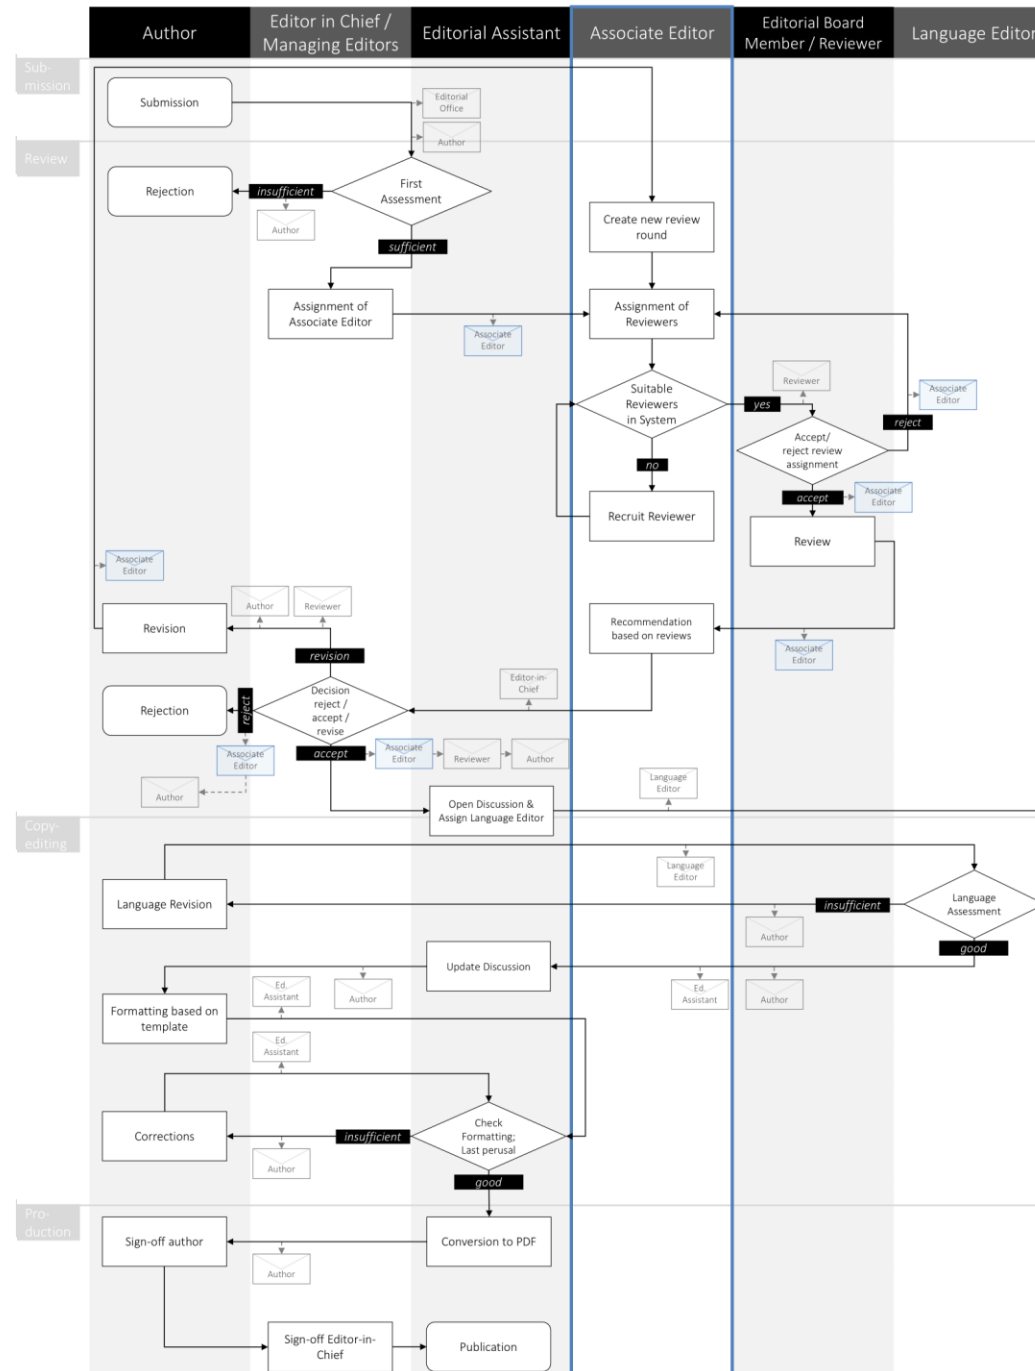 Author
Editor in Chief /
Managing Editors
Editorial Assistant
Associate Editor
Editorial Board
Member / Reviewer
Language Editor
Sub-
mission
Submission
Editorial
Office
Author
Review
Rejection
insufficient
First
Assessment
Author
sufficient
Create new review
round
Assignment of
Associate Editor
Associate
Editor
Assignment of
Reviewers
Suitable
Reviewers
in System
yes
Reviewer
Associate
Editor
reject
Accept/
reject review
assignment
no
accept
Associate
Editor
Recruit Reviewer
Review
Associate
Editor
Author
Reviewer
Revision
Recommendation
based on reviews
Associate
Editor
revision
Editor-in-
Chief
Rejection
reject
Decision
reject /
accept /
revise
accept
Associate
Editor
Associate
Editor
Reviewer
Author
Author
Language
Editor
Open Discussion &
Assign Language Editor
Copy-
editing
Language
Editor
Language Revision
insufficient
Language
Assessment
Author
good
Update Discussion
Ed.
Assistant
Author
Ed.
Assistant
Author
Formatting based on
template
Ed.
Assistant
Corrections
insufficient
Check
Formatting;
Last perusal
Author
good
Pro-
duction
Sign-off author
Conversion to PDF
Author
Sign-off Editor-in-
Chief
Publication